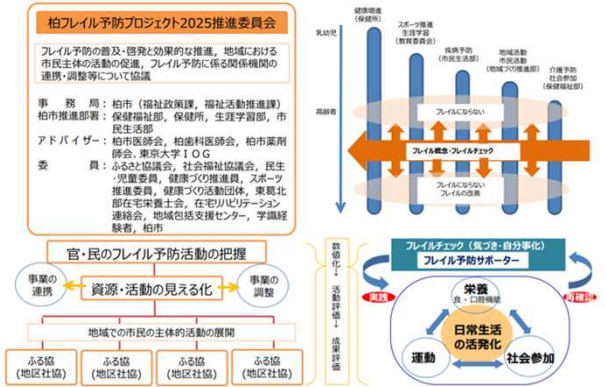 柏フレイル予防プロジェクト2025推進委員会
フレイル予防の普及・啓発と効果的な推進，地域における
市民主体の活動の促進，フレイル予防に係る関係機関の
連携・調整等について協議
事 務 局：柏市（福祉政策課，福祉活動推進課）
柏市推進部署：保健福祉部，保健所，生涯学習部，市
民生活部
アドバイザー：柏市医師会，柏歯科医師会，柏市薬剤
師会、東京大学ＩＯＧ
委 員：ふるさと協議会，社会福祉協議会，民生
・児童委員，健康づくり推進員，スポーツ
推進委員，健康づくり活動団体，東葛北
部在宅栄養士会，在宅リハビリテーション
連絡会，地域包括支援センター，学識経
験者，柏市
官・民のフレイル予防活動の把握
事業の
連携
資源・活動の見える化
事業の
調整
地域での市民の主体的活動の展開
ふる協
(地区社協)
ふる協
(地区社協)
ふる協
(地区社協)
ふる協
(地区社協)
数値化→活動評価→成果評価
乳幼児
高齢者
健康増進
(保健所)
スポーツ推進
生涯学習
(教育委員会)
疾病予防
(市民生活部)
地域活動
市民活動
(地域づくり推進部)
介護予防
社会参加
(保健福祉部)
フレイルにならない
フレイル概念・フレイルチェック
フレイルにならない
フレイルの改善
フレイルチェック（気づき・自分事化）
フレイル予防サポーター
実践
再確認
栄養
食・口腔機能
日常生活
の活発化
運動
社会参加